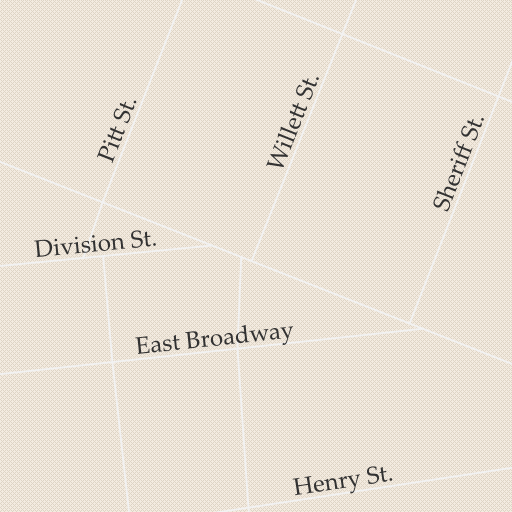 Pitt St.
Willett St.
Sheriff St.
Division St.
East Broadway
Henry St.